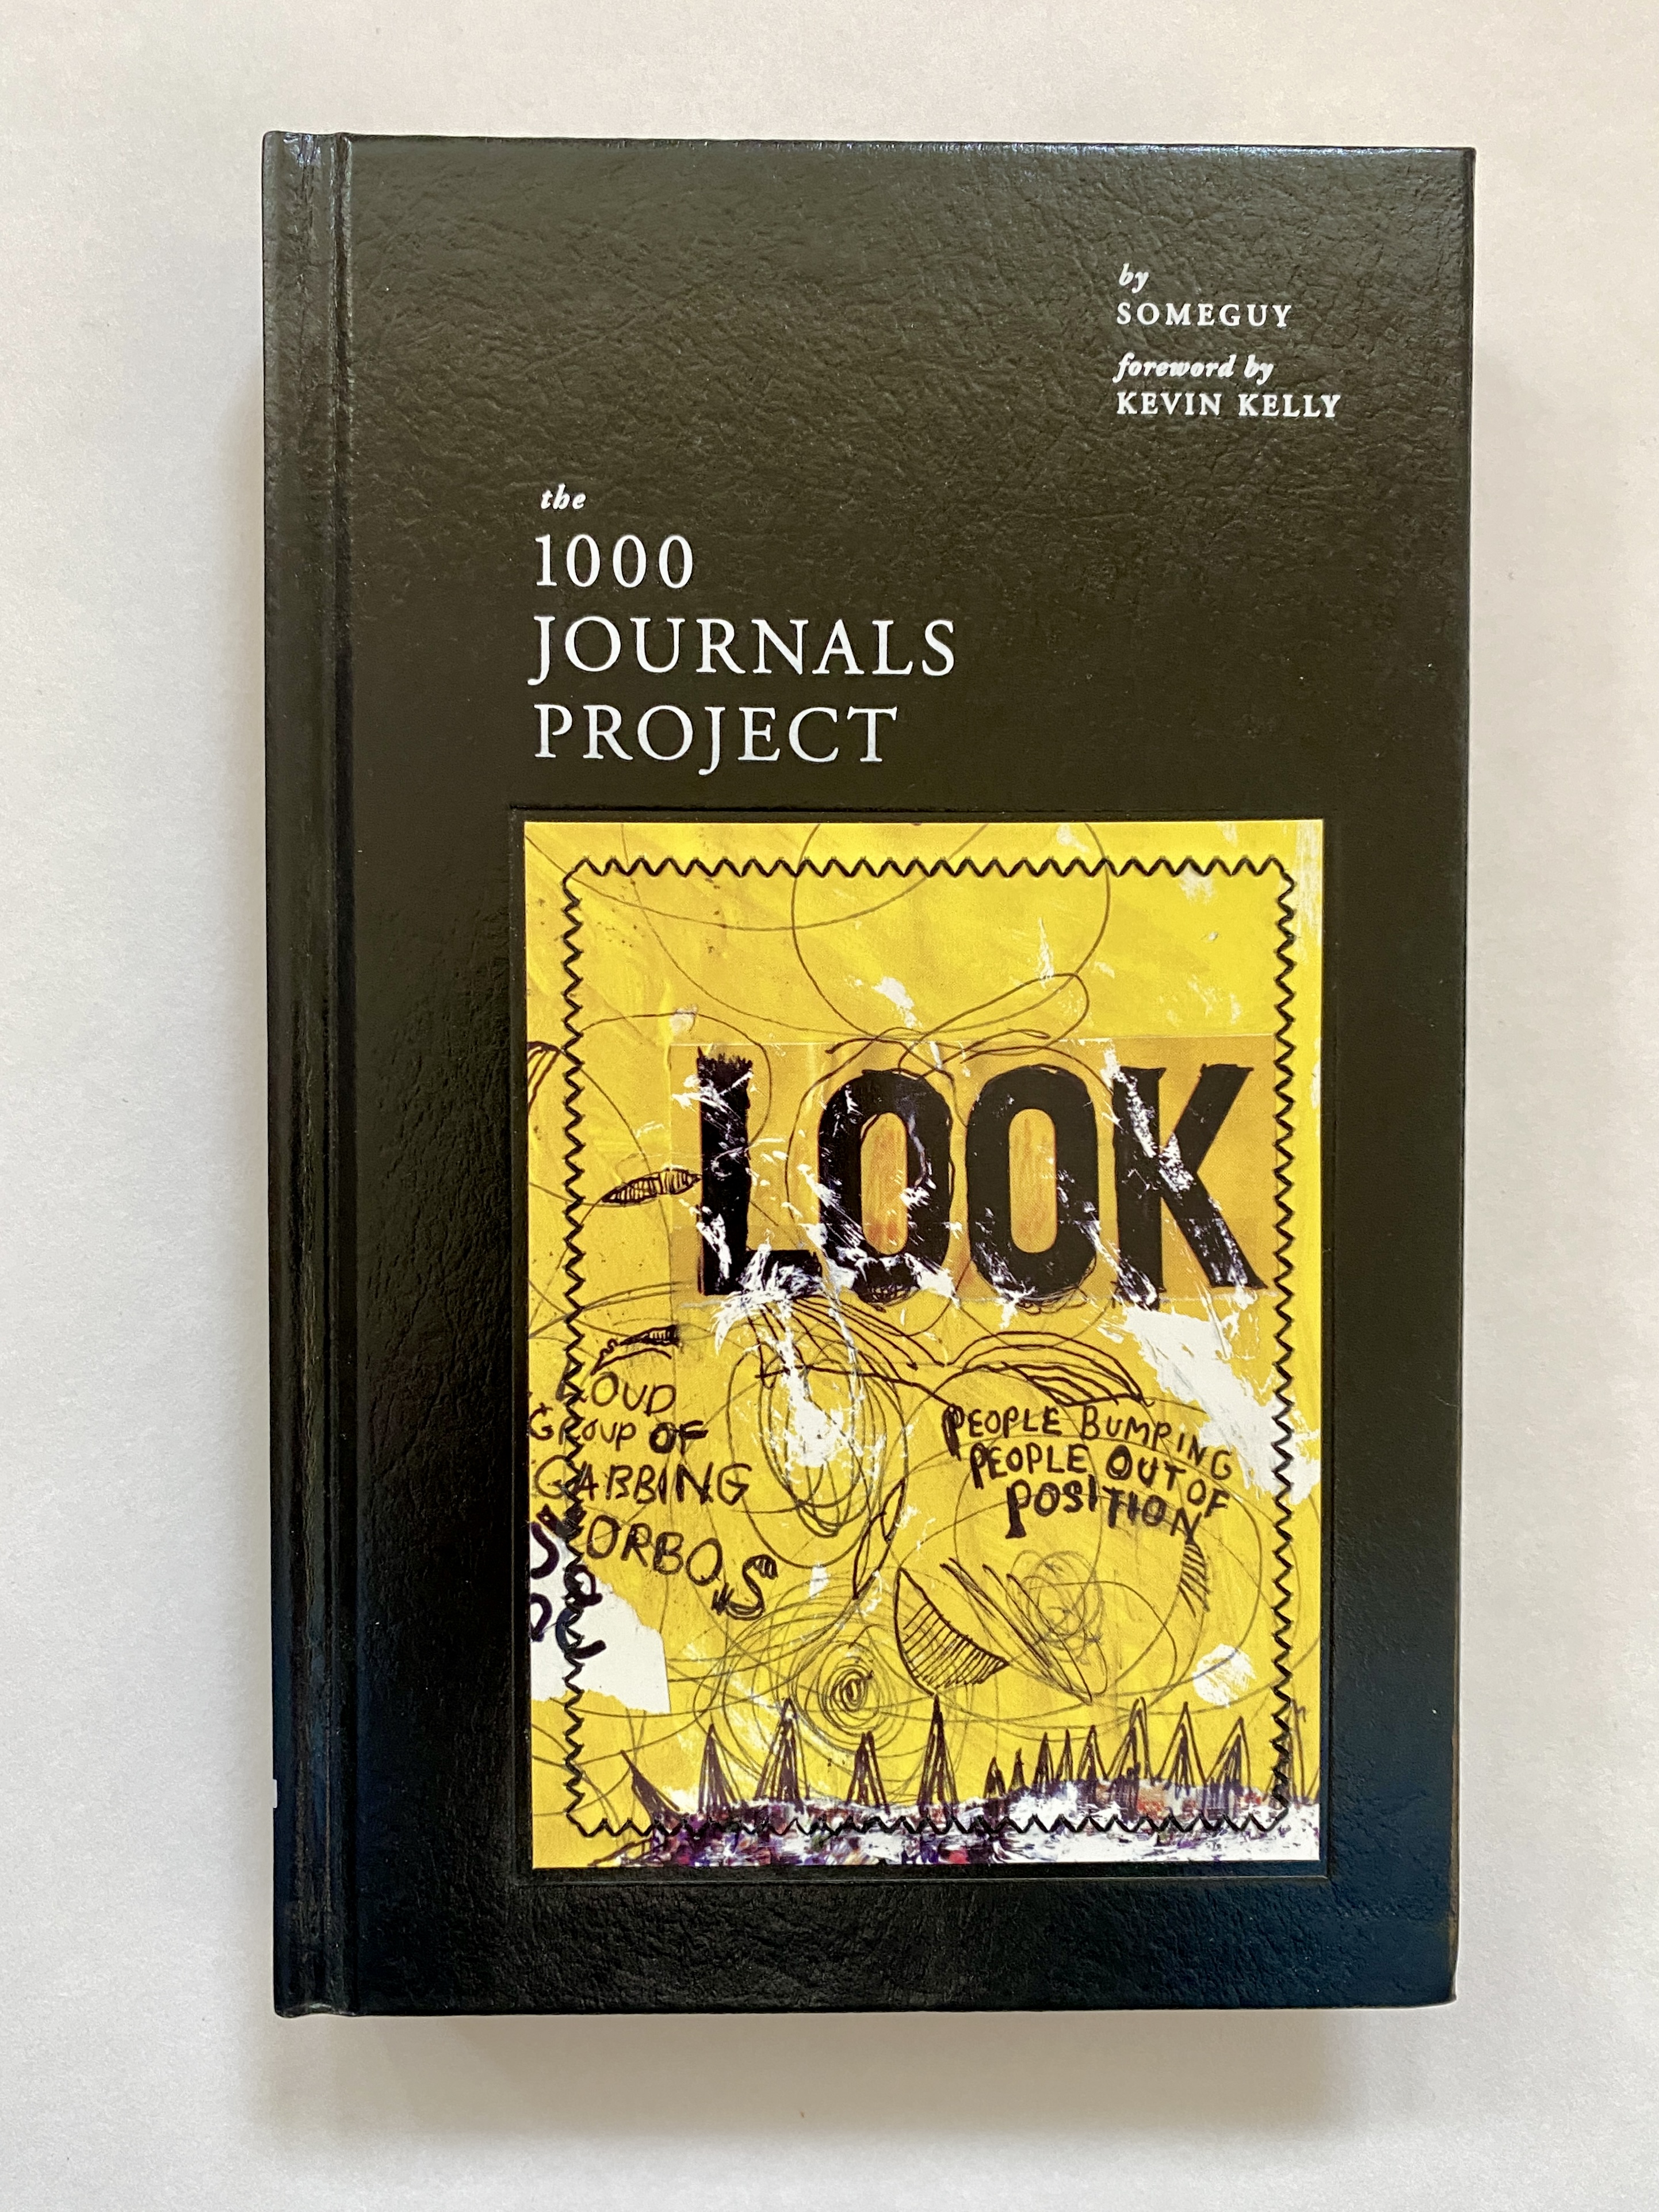 by
SOMEGUY
foreword by
KEVIN KELLY
the
1000
JOURNALS
PROJECT
LOOK
OUD
GROUP OF
GABBING
PEOPLE BUMPING
PEOPLE OUT OF
POSITION